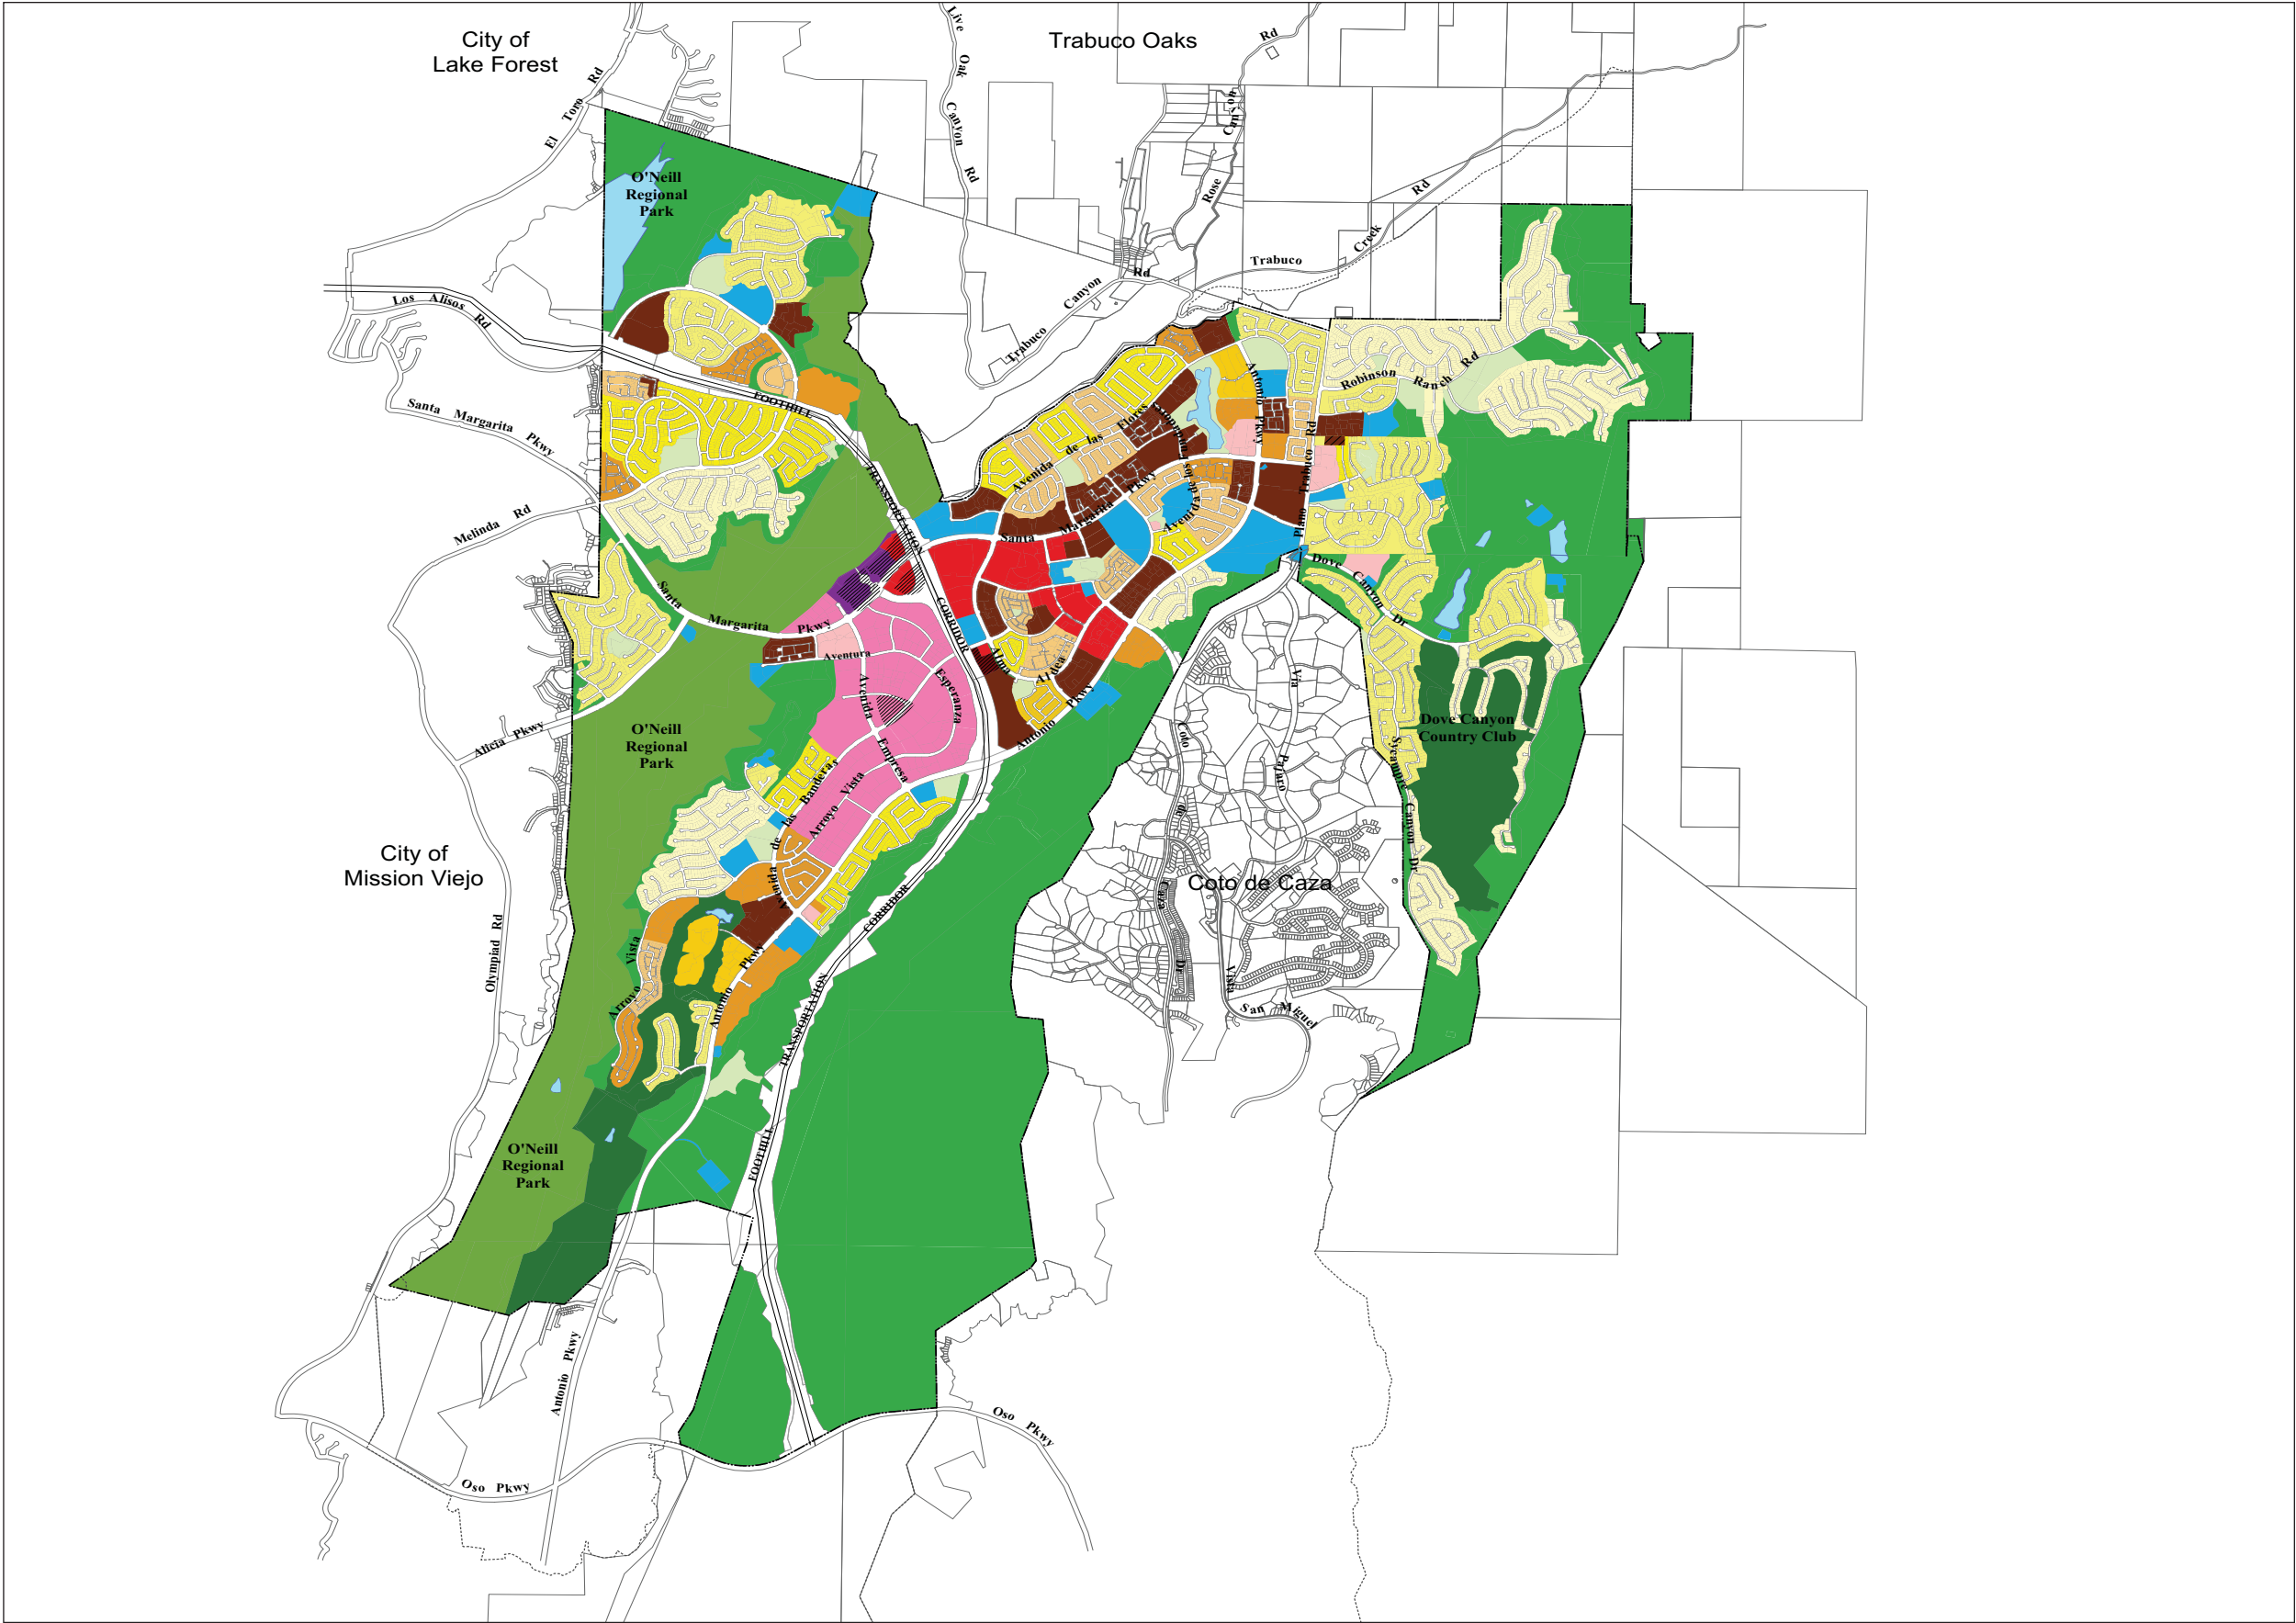 City of
Lake Forest
Trabuco Oaks
Live Oak Canyon Rd
Rd
El Toro Rd
Rose Canyon
O'Neill
Regional
Park
Trabuco Creek Rd
Trabuco Canyon Rd
Los Alisos Rd
Santa Margarita Pkwy
FOOTHILL
TRANSPORTATION
CORRIDOR
Robinson Ranch Rd
Antonio Pkwy
Avenida de las Flores
Avenida de los Fundadores
Santa Margarita Pkwy
Plano Trabuco Rd
Melinda Rd
Dove Canyon Dr
Santa Margarita Pkwy
Aventura
Avenida
Empresa
Esperanza
Alma Aldea
Antonio Pkwy
Alicia Pkwy
O'Neill
Regional
Park
Dove Canyon
Country Club
Sycamore Canyon Dr
Avenida de las Banderas
Arroyo Vista
Coto de Caza Dr
Via Pajaro
Coto de Caza
Vista
San Miguel
City of
Mission Viejo
Olympiad Rd
Arroyo Vista
Antonio Pkwy
FOOTHILL TRANSPORTATION CORRIDOR
O'Neill
Regional
Park
Antonio Pkwy
Oso Pkwy
Oso Pkwy